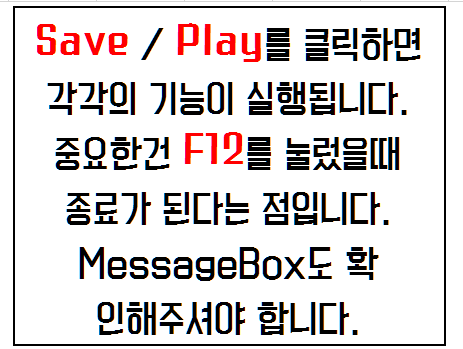 Save / Play를 클릭하면
각각의 기능이 실행됩니다.
중요한건 F12를 눌렀을때
종료가 된다는 점입니다.
MessageBox도 확
인해주셔야 합니다.